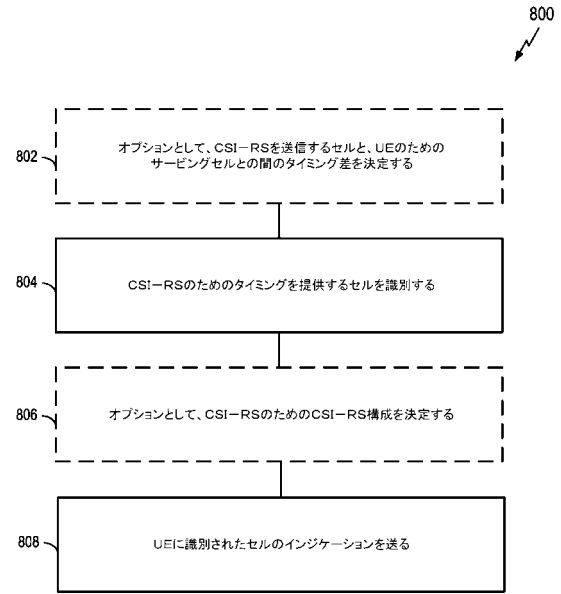 800
802
オプションとして、CSI－RSを送信するセルと、UEのための
サービングセルとの間のタイミング差を決定する
804
CSI－RSのためのタイミングを提供するセルを識別する
806
オプションとして、CSI－RSのためのCSI－RS構成を決定する
808
UEに識別されたセルのインジケーションを送る